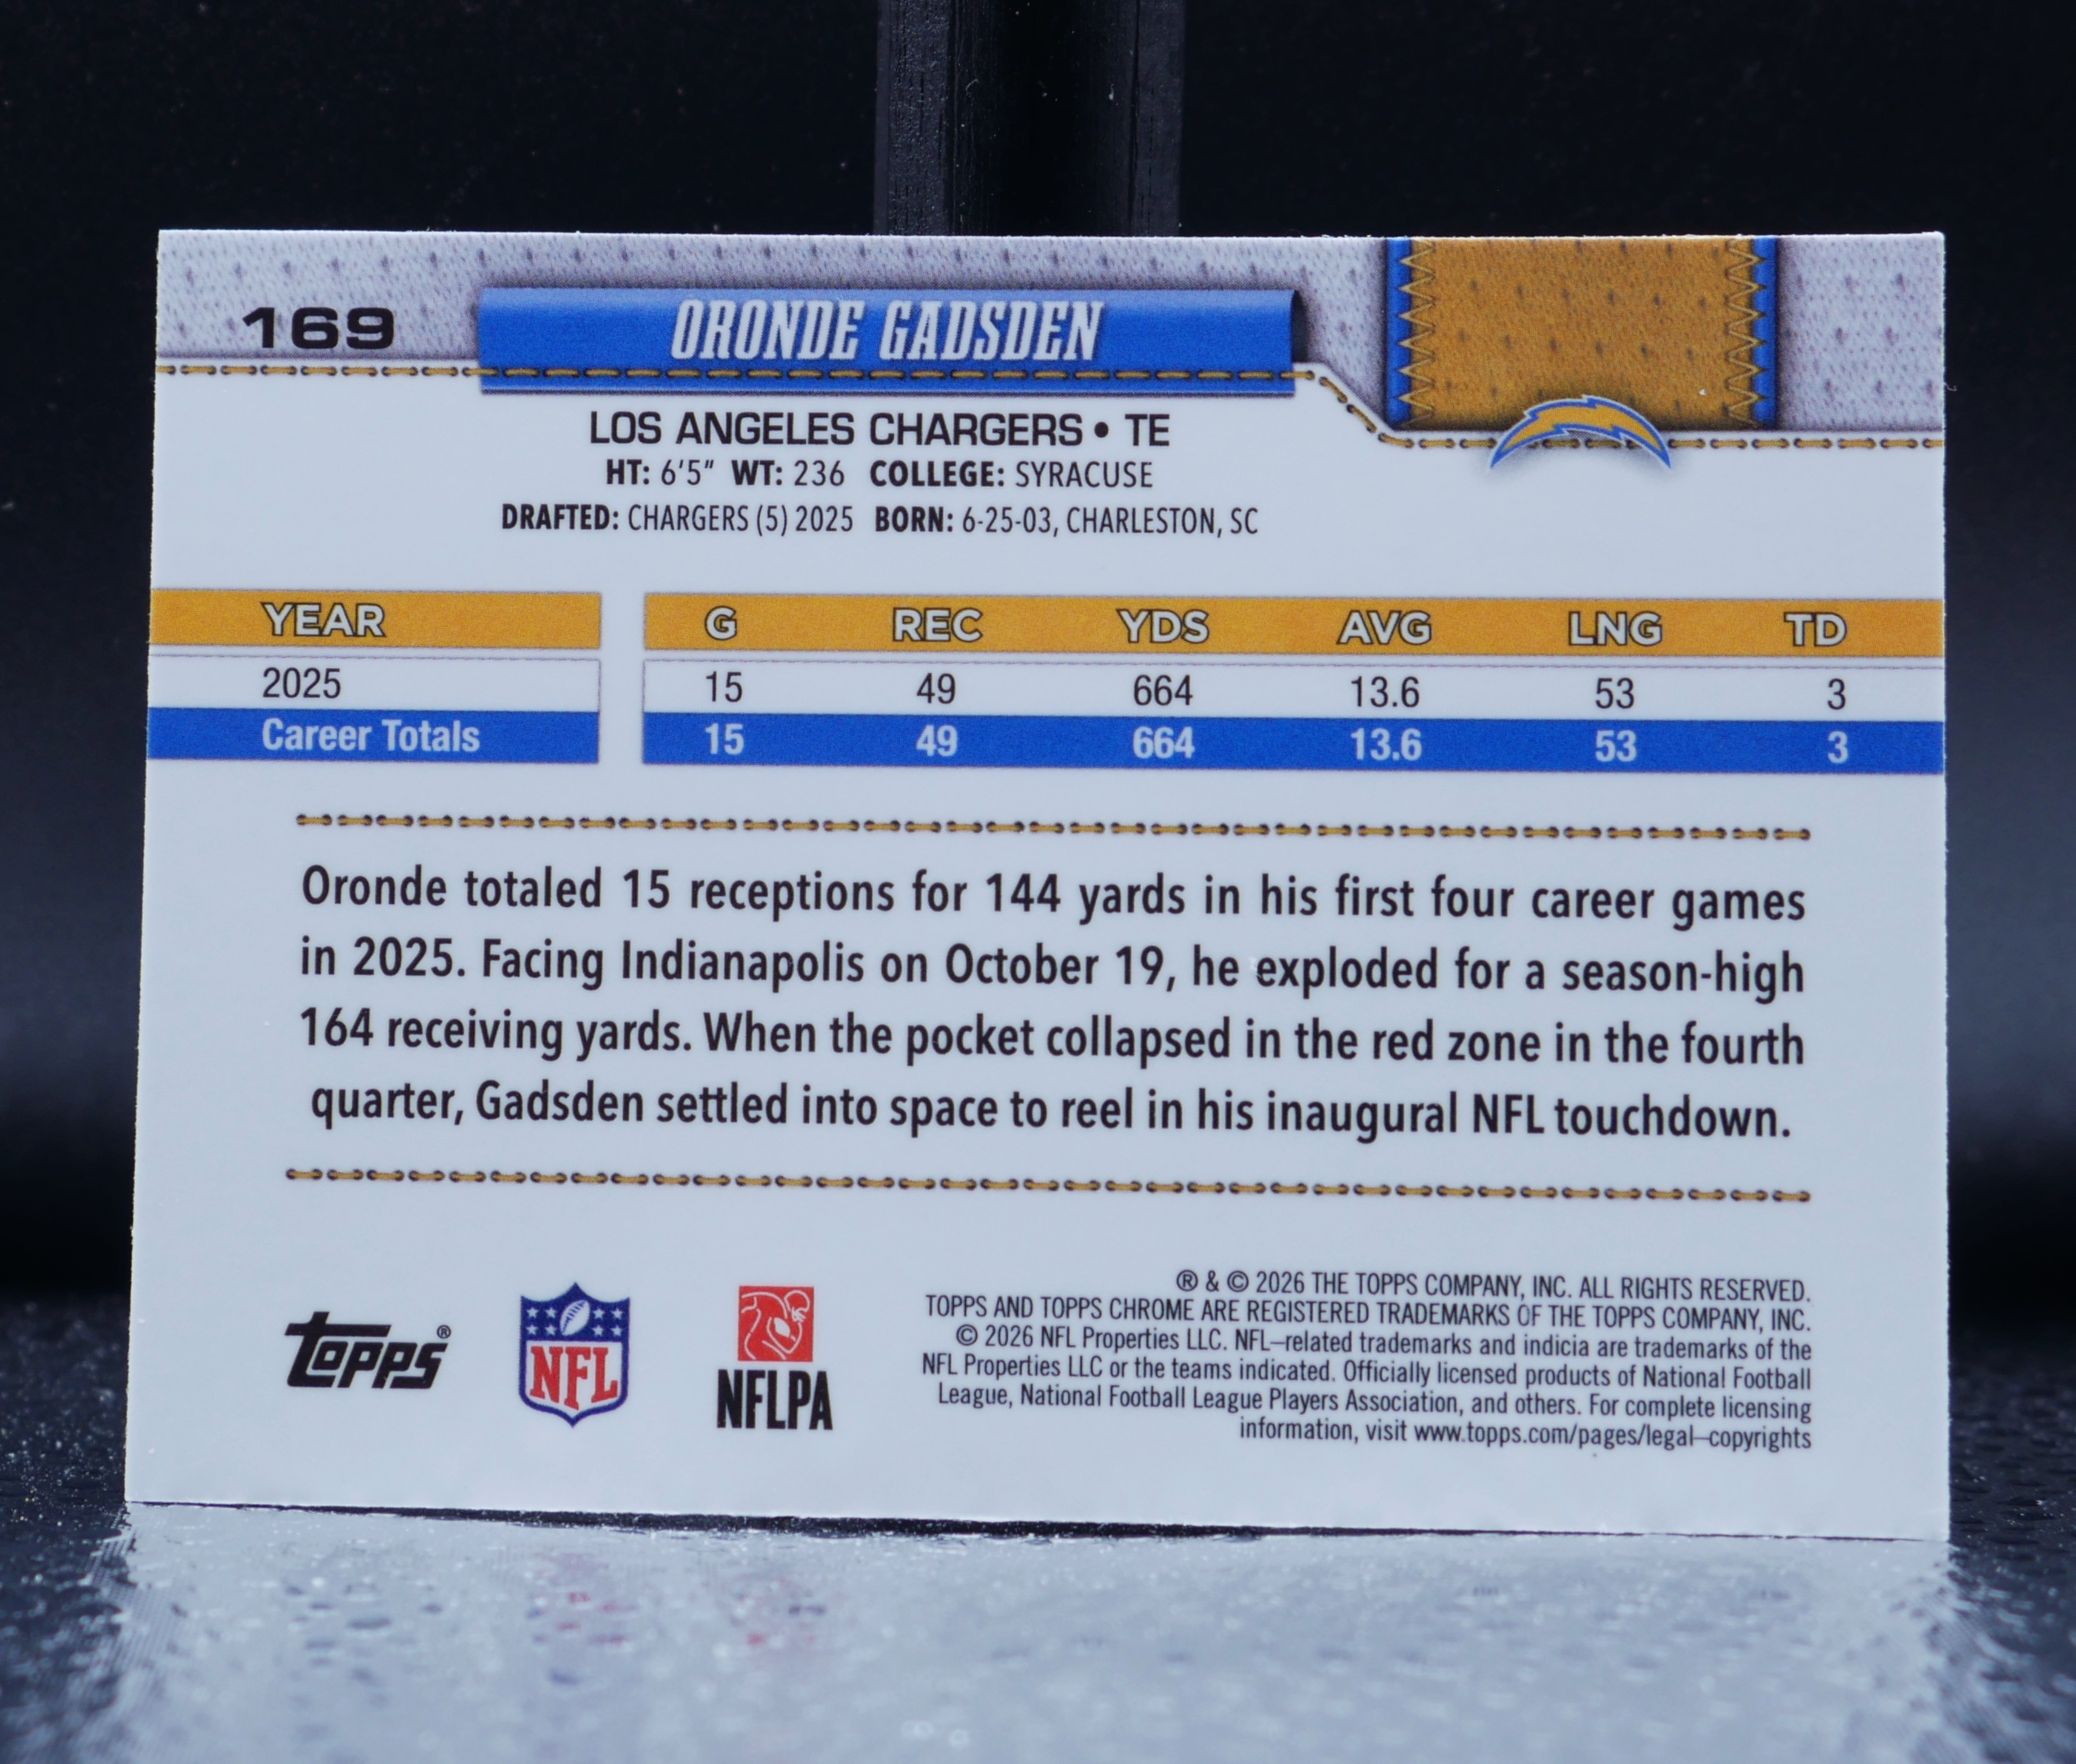 169
ORONDE GADSDEN
LOS ANGELES CHARGERS • TE
HT: 6'5" WT: 236 COLLEGE: SYRACUSE
DRAFTED: CHARGERS (5) 2025 BORN: 6-25-03, CHARLESTON, SC
YEAR G REC YDS AVG LNG TD
2025 15 49 664 13.6 53 3
Career Totals 15 49 664 13.6 53 3
Oronde totaled 15 receptions for 144 yards in his first four career games
in 2025. Facing Indianapolis on October 19, he exploded for a season-high
164 receiving yards. When the pocket collapsed in the red zone in the fourth
quarter, Gadsden settled into space to reel in his inaugural NFL touchdown.
topps®
NFL
NFLPA
® & © 2026 THE TOPPS COMPANY, INC. ALL RIGHTS RESERVED.
TOPPS AND TOPPS CHROME ARE REGISTERED TRADEMARKS OF THE TOPPS COMPANY, INC.
© 2026 NFL Properties LLC. NFL–related trademarks and indicia are trademarks of the
NFL Properties LLC or the teams indicated. Officially licensed products of National Football
League, National Football League Players Association, and others. For complete licensing
information, visit www.topps.com/pages/legal–copyrights